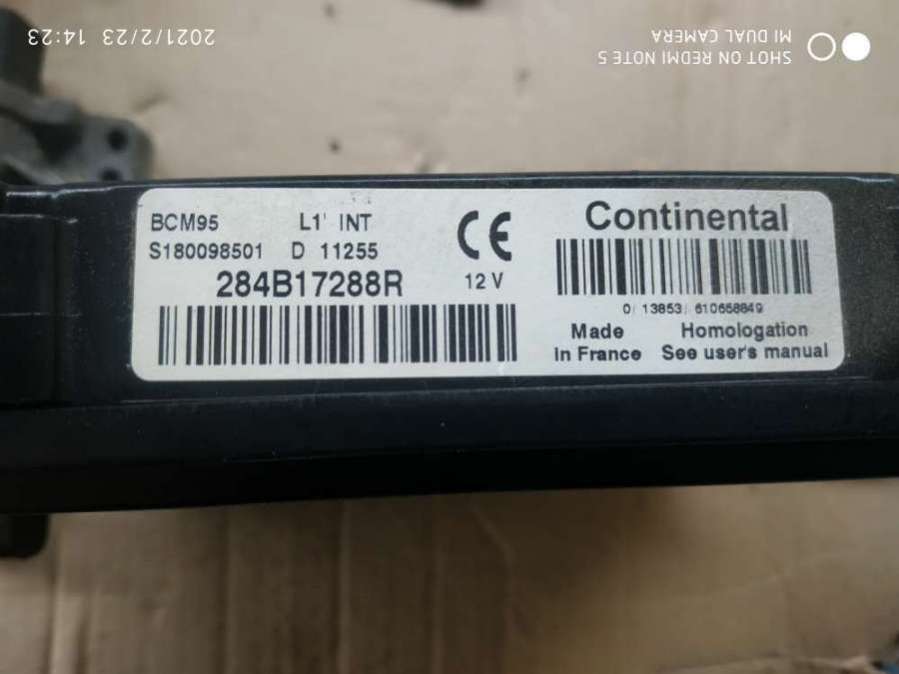 BCM95 L1' INT
S180098501 D 11255
284B17288R 12 V
CE
Continental
0 13853 610658849
Made Homologation
in France See user's manual
SHOT ON REDMI NOTE 5
MI DUAL CAMERA
2021/2/23 14:23